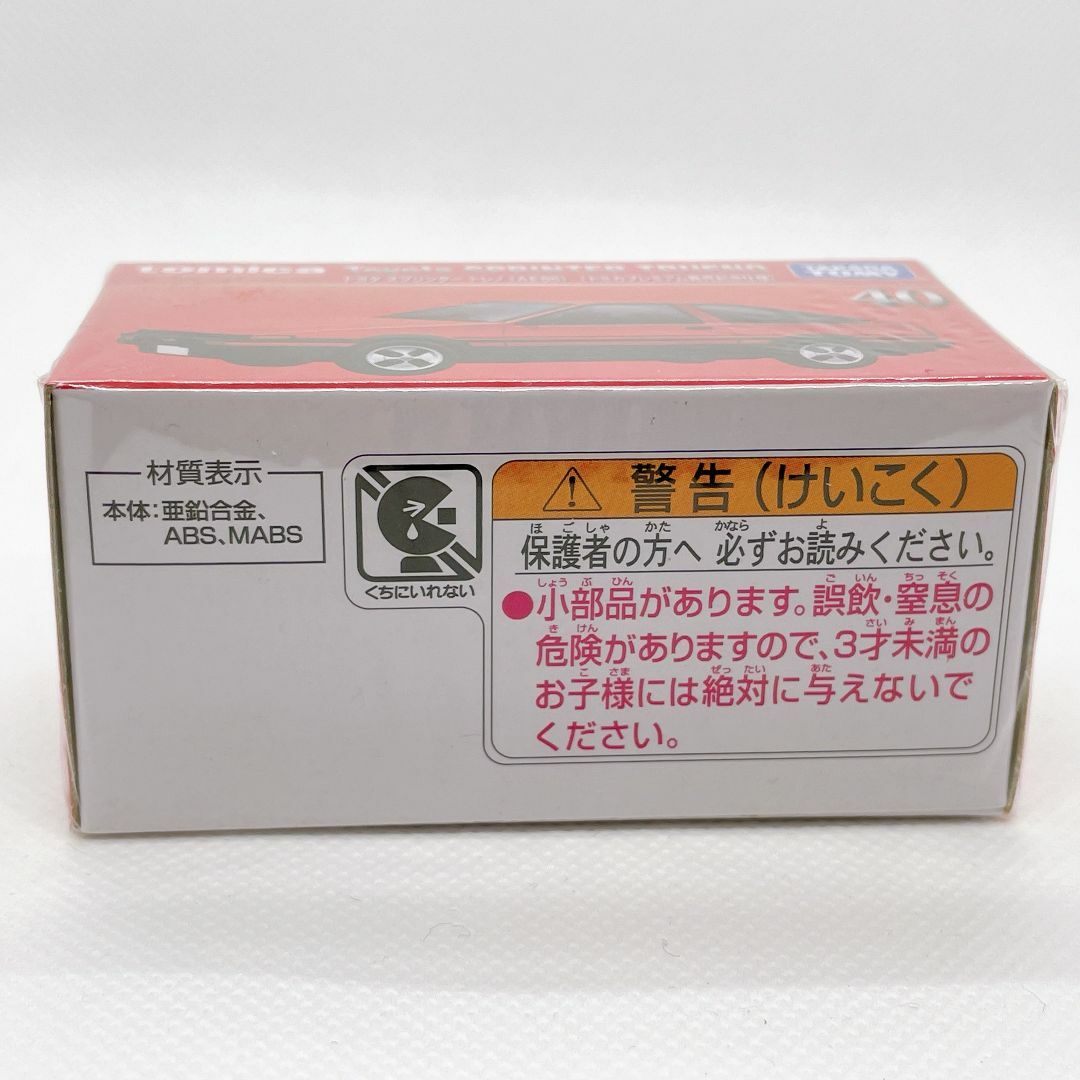 tomica TOYOTA SPRINTER TRUENO
TAKARA TOMY
40
材質表示
本体:亜鉛合金、
ABS、MABS
くちにいれない
警告(けいこく)
ほごしゃ かた かなら よ
保護者の方へ 必ずお読みください。
しょう ぶ ひん ご いん ちっ そく
●小部品があります。誤飲・窒息の
き けん さい み まん
危険がありますので、3才未満の
こ さま ぜっ たい あた
お子様には絶対に与えないで
ください。